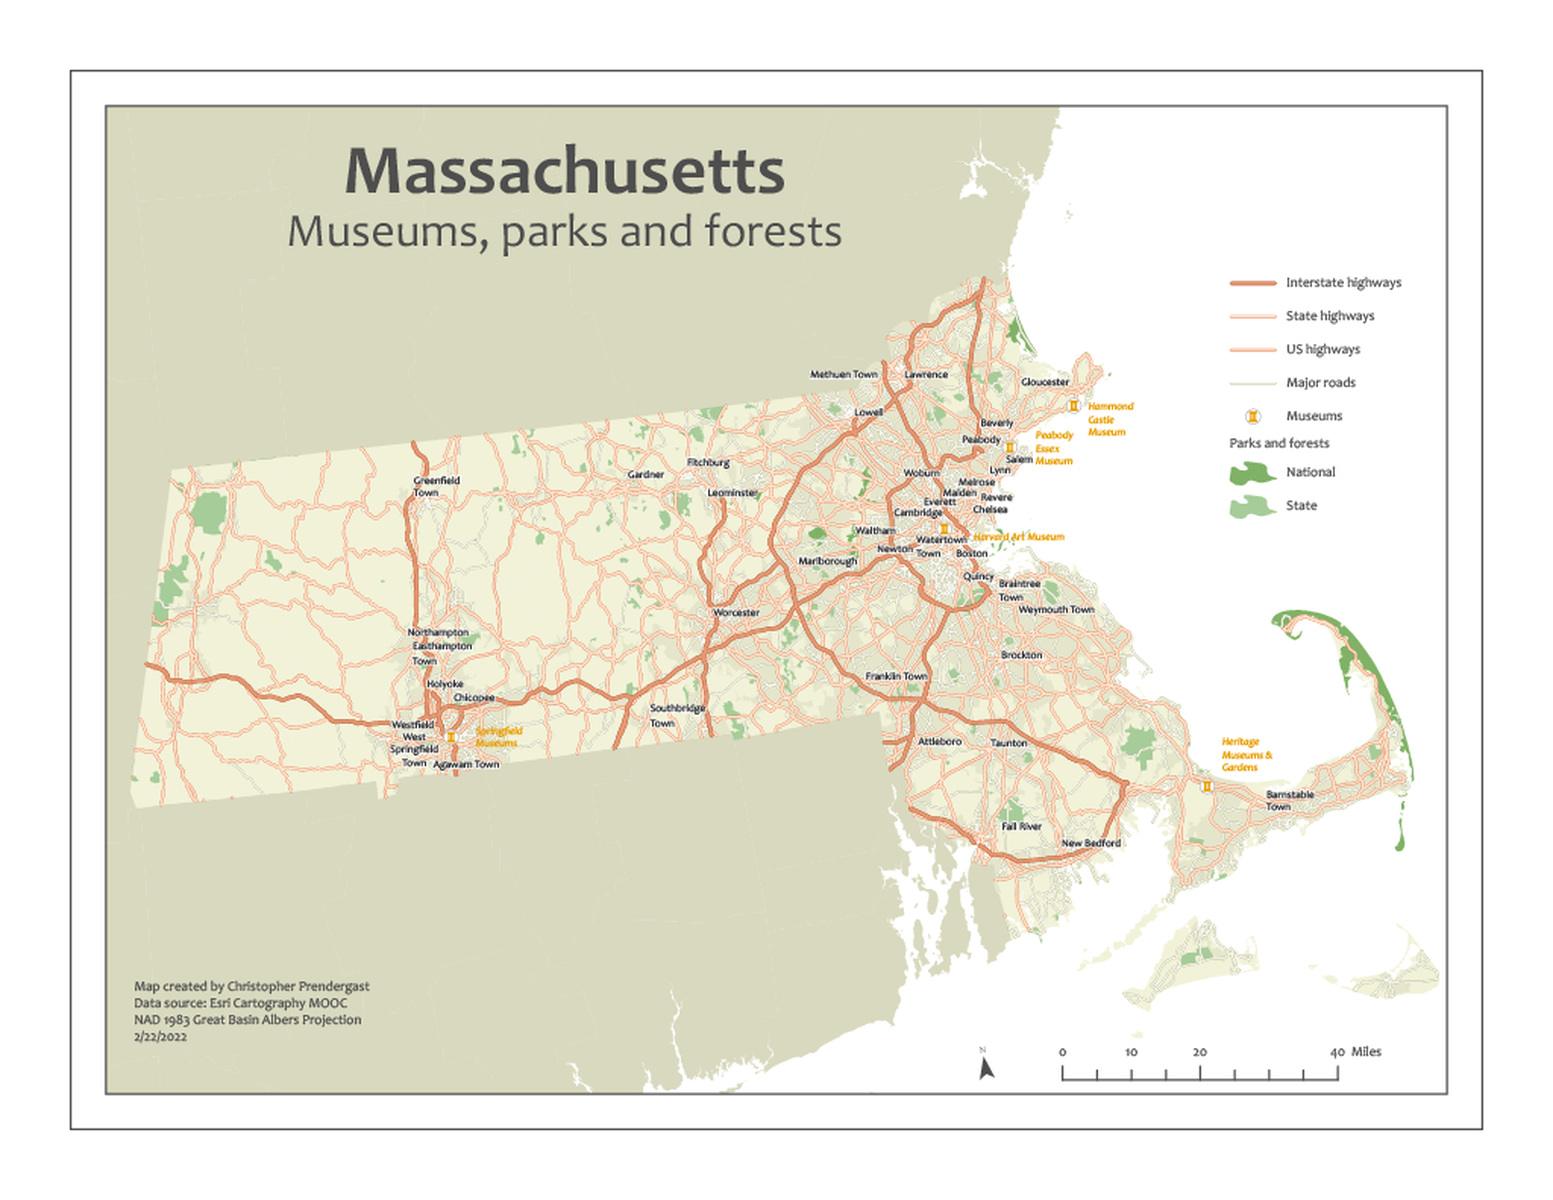 Massachusetts
Museums, parks and forests
Interstate highways
State highways
US highways
Major roads
Museums
Parks and forests
National
State
Methuen Town
Lawrence
Gloucester
Lowell
Hammond
Castle
Museum
Beverly
Peabody
Peabody
Essex
Museum
Salem
Lynn
Woburn
Melrose
Malden
Revere
Everett
Chelsea
Cambridge
Waltham
Watertown
Town
Harvard Art Museum
Newton
Boston
Marlborough
Quincy
Braintree
Town
Weymouth Town
Gardner
Fitchburg
Leominster
Greenfield
Town
Worcester
Northampton
Easthampton
Town
Brockton
Holyoke
Chicopee
Franklin Town
Southbridge
Town
Westfield
West
Springfield
Town
Springfield
Museums
Agawam Town
Attleboro
Taunton
Heritage
Museums &
Gardens
Barnstable
Town
Fall River
New Bedford
Map created by Christopher Prendergast
Data source: Esri Cartography MOOC
NAD 1983 Great Basin Albers Projection
2/22/2022
N
0 10 20 40 Miles